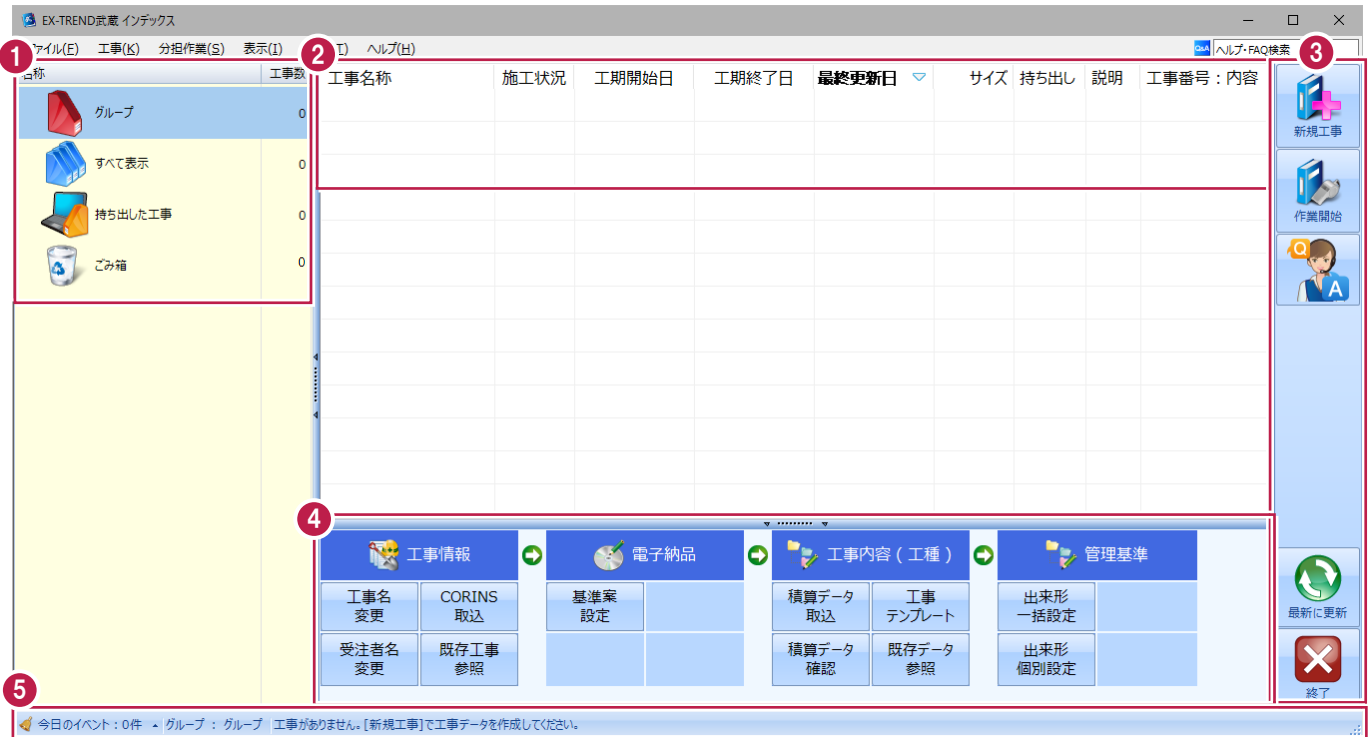 EX-TREND武蔵 インデックス
イル(F) 工事(K) 分担作業(S) 表示(I) T) ヘルプ(H) Q&A ヘルプ・FAQ検索
1
2
3
名称 工事数
グループ 0
すべて表示 0
持ち出した工事 0
ごみ箱 0
工事名称 施工状況 工期開始日 工期終了日 最終更新日 サイズ 持ち出し 説明 工事番号:内容
新規工事
作業開始
Q
A
4
工事情報 電子納品 工事内容(工種) 管理基準
工事名
変更
CORINS
取込
基準案
設定
積算データ
取込
工事
テンプレート
出来形
一括設定
受注者名
変更
既存工事
参照
積算データ
確認
既存データ
参照
出来形
個別設定
最新に更新
終了
5
今日のイベント:0件 グループ : グループ 工事がありません。[新規工事]で工事データを作成してください。